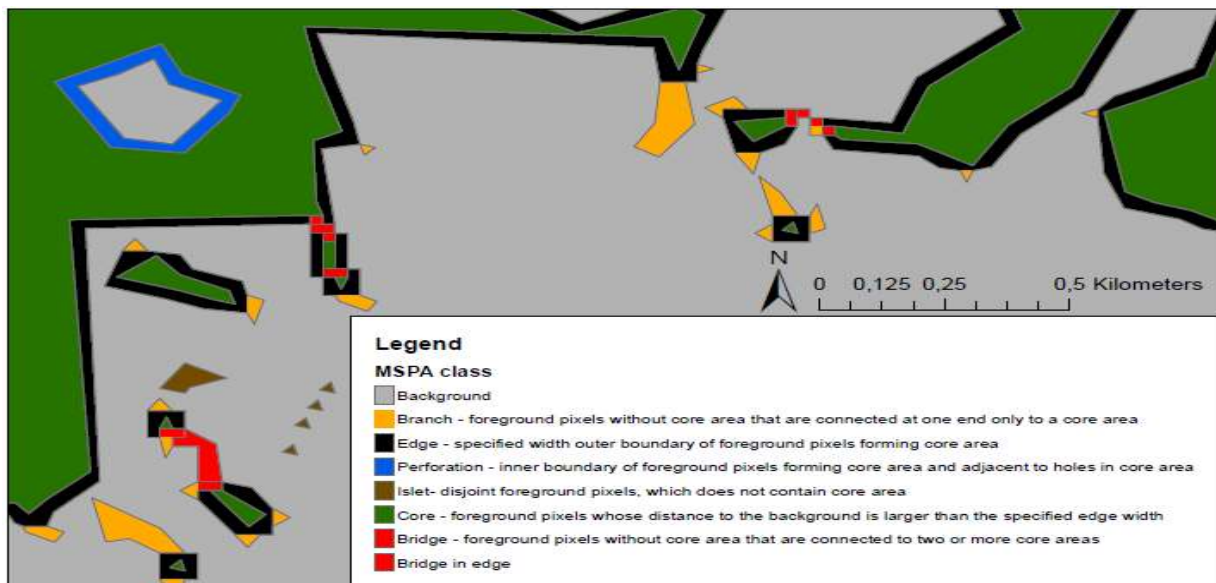 N
0 0,125 0,25 0,5 Kilometers
Legend
MSPA class
Background
Branch - foreground pixels without core area that are connected at one end only to a core area
Edge - specified width outer boundary of foreground pixels forming core area
Perforation - inner boundary of foreground pixels forming core area and adjacent to holes in core area
Islet- disjoint foreground pixels, which does not contain core area
Core - foreground pixels whose distance to the background is larger than the specified edge width
Bridge - foreground pixels without core area that are connected to two or more core areas
Bridge in edge